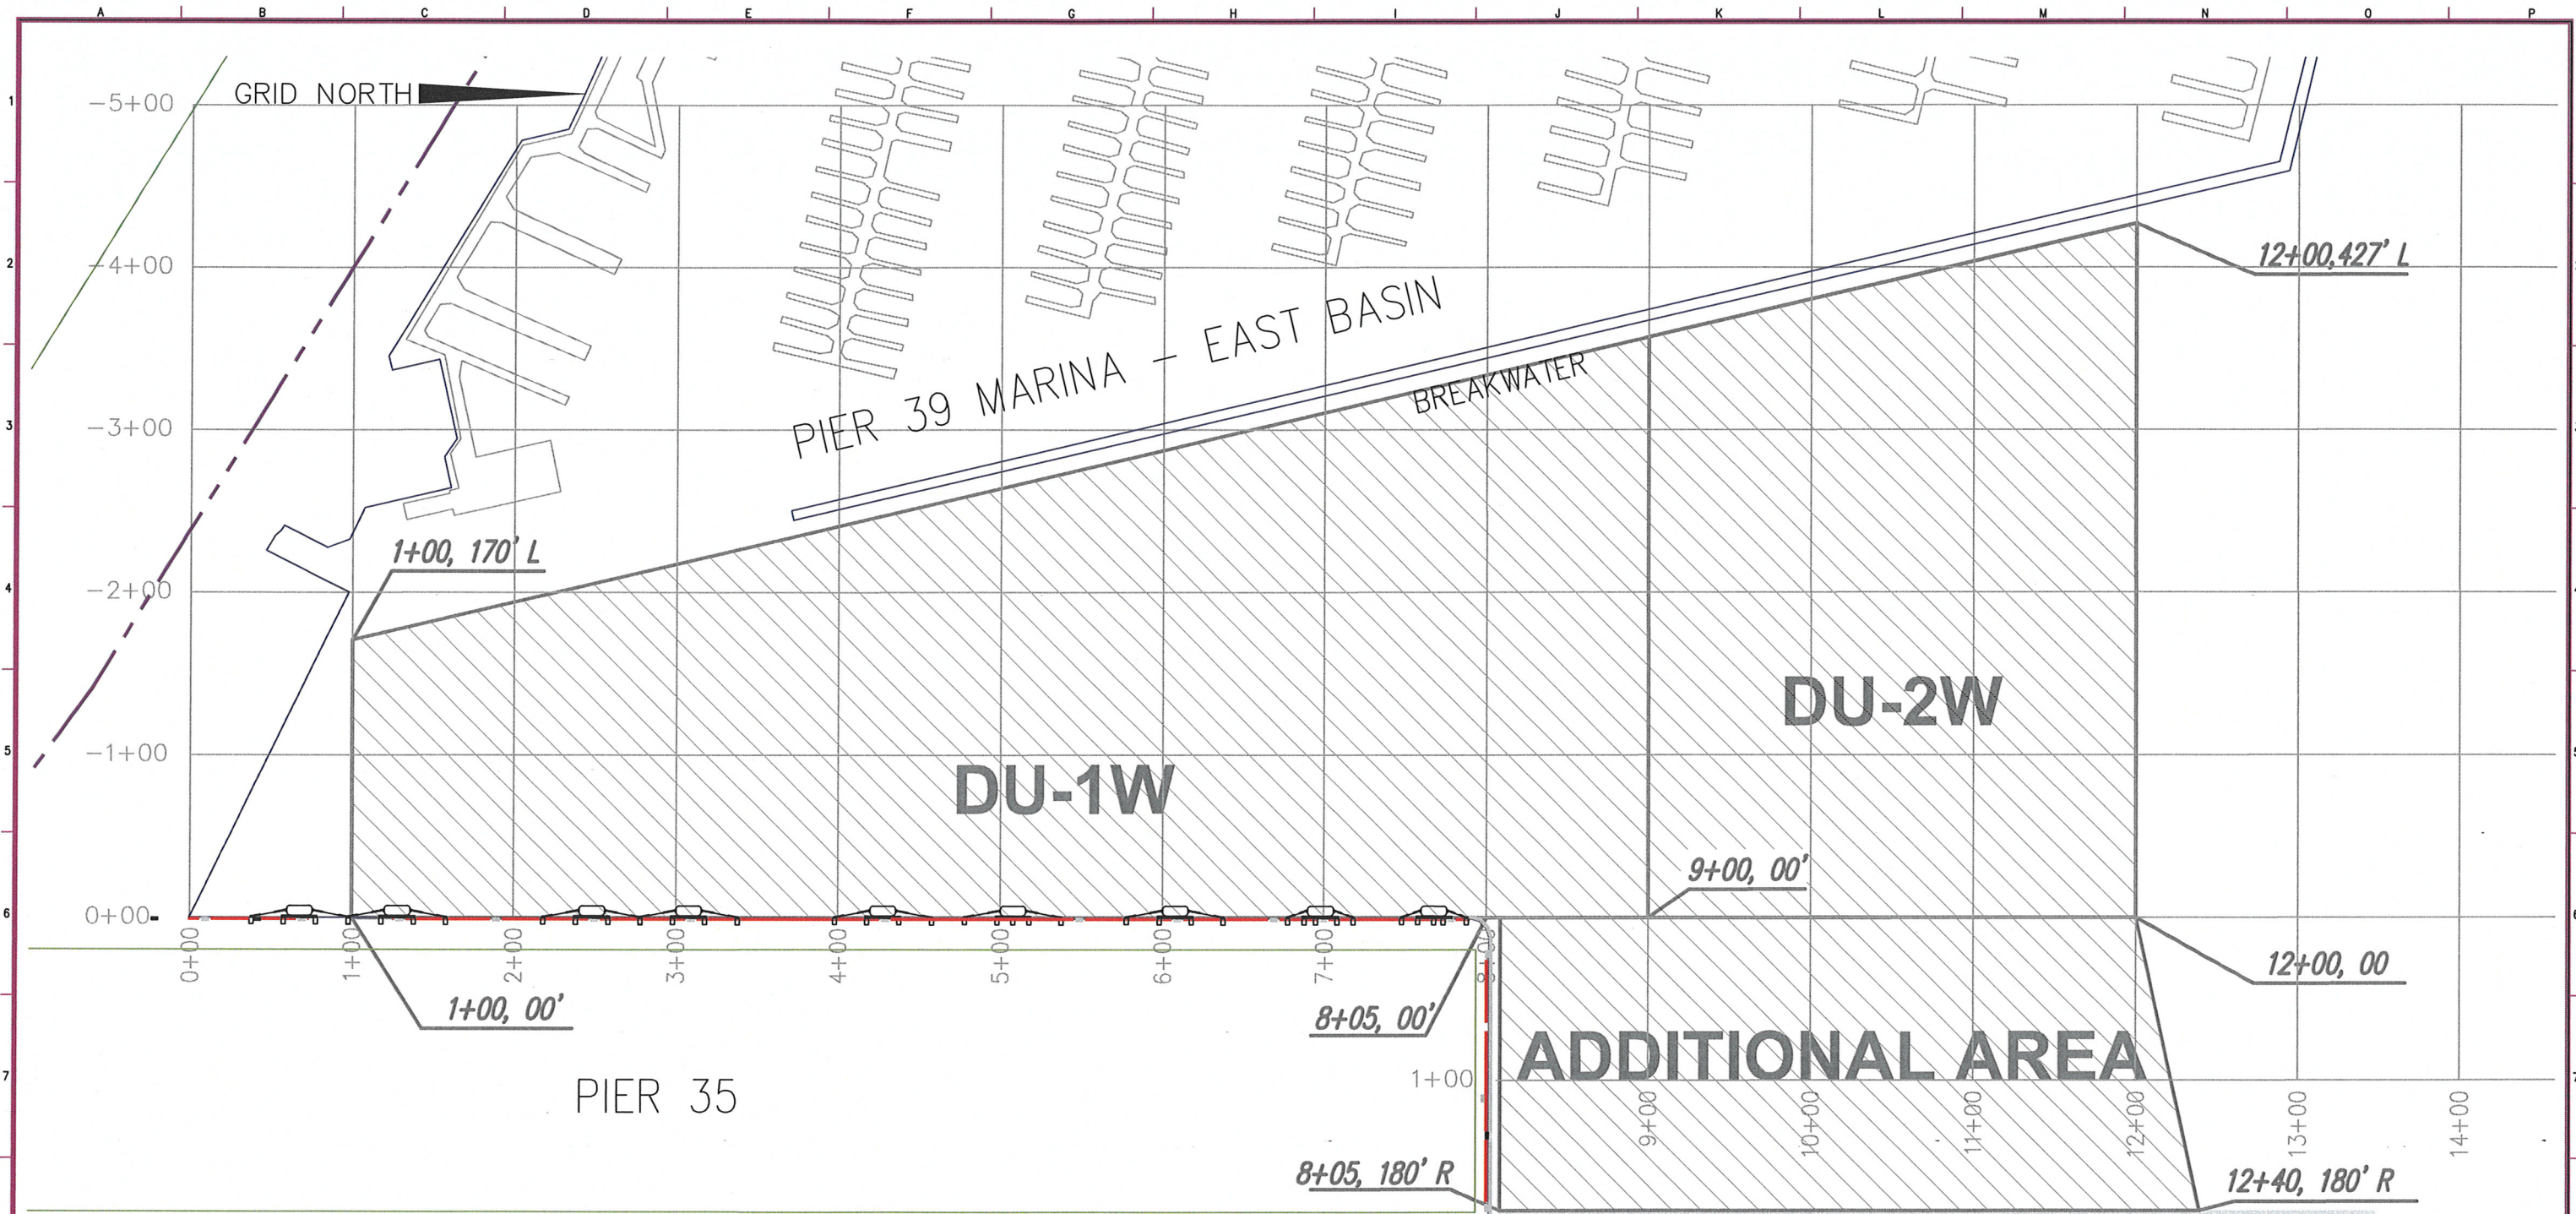 A B C D E F G H I J K L M N O P
1
GRID NORTH
-5+00
2
-4+00
12+00,427' L
PIER 39 MARINA - EAST BASIN
BREAKWATER
3
-3+00
1+00, 170' L
4
-2+00
DU-2W
5
-1+00
DU-1W
9+00, 00'
6
0+00
0+00 1+00 2+00 3+00 4+00 5+00 6+00 7+00
12+00, 00
1+00, 00'
8+05, 00'
ADDITIONAL AREA
7
1+00
PIER 35
9+00 10+00 11+00 12+00 13+00 14+00
8+05, 180' R
12+40, 180' R